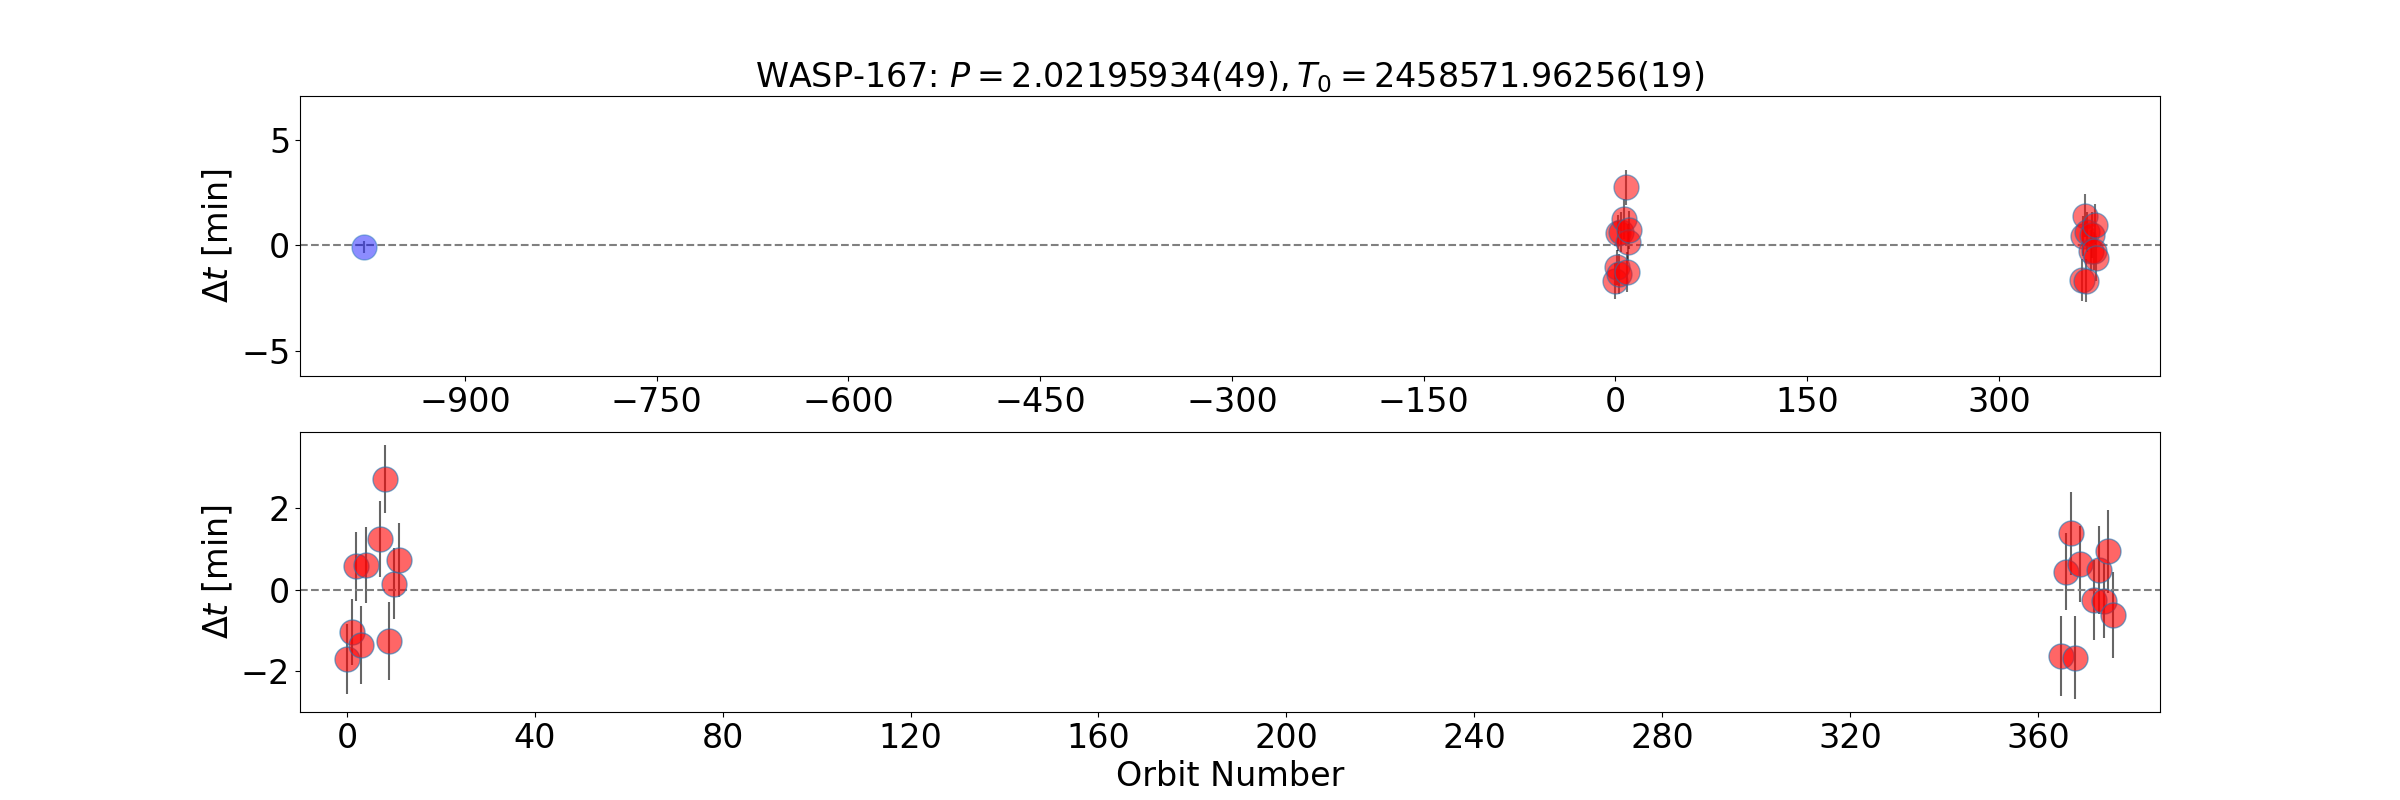 WASP-167: P = 2.02195934(49), T₀ = 2458571.96256(19)
5
0
−5
Δt [min]
−900 −750 −600 −450 −300 −150 0 150 300
2
0
−2
Δt [min]
0 40 80 120 160 200 240 280 320 360
Orbit Number